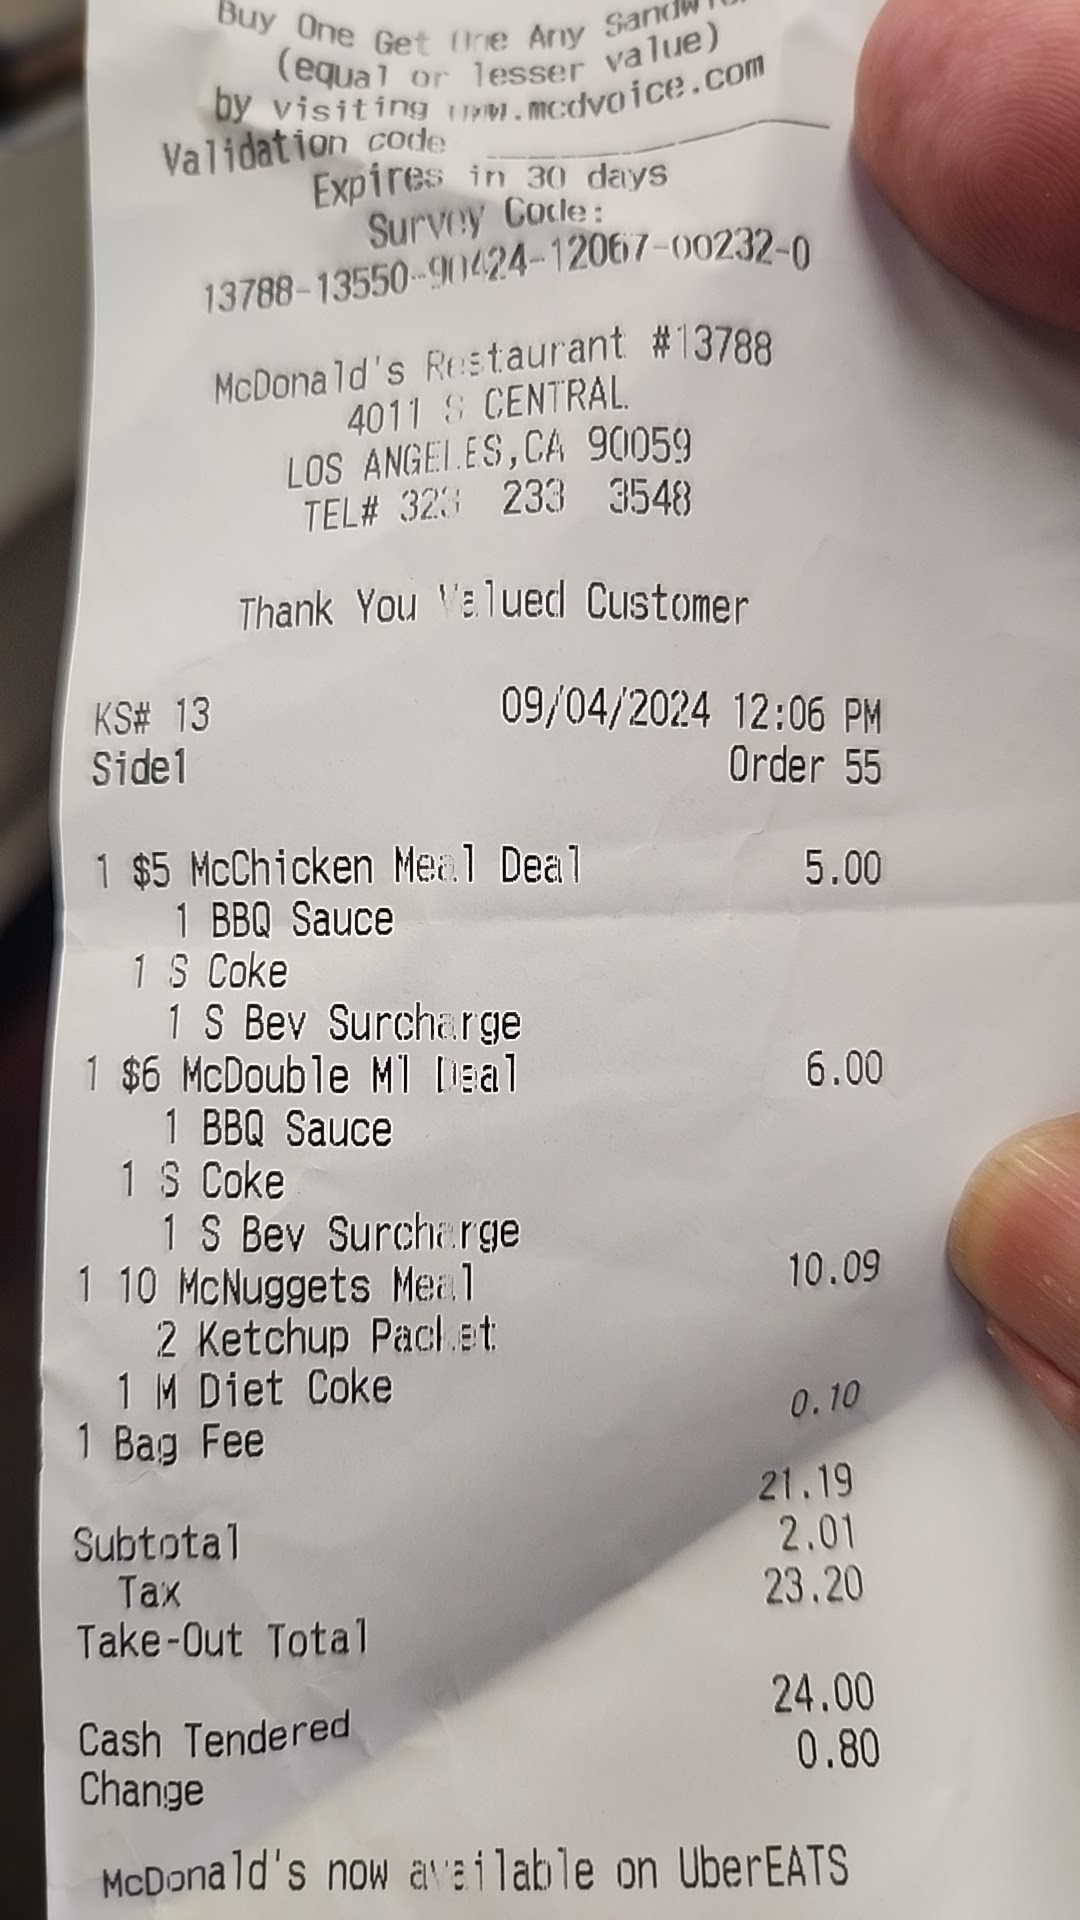 Buy One Get One Any
(equal or lesser value)
by visiting www.mcdvoice.com
Validation code
Expires in 30 days
Survey Code:
13788-13550-90424-12067-00232-0
McDonald's Restaurant #13788
4011 S CENTRAL
LOS ANGELES,CA 90059
TEL# 323 233 3548
Thank You Valued Customer
KS# 13 09/04/2024 12:06 PM
Side1 Order 55
1 $5 McChicken Meal Deal 5.00
1 BBQ Sauce
1 S Coke
1 S Bev Surcharge
1 $6 McDouble Ml Deal 6.00
1 BBQ Sauce
1 S Coke
1 S Bev Surcharge
1 10 McNuggets Meal 10.09
2 Ketchup Packet
1 M Diet Coke
1 Bag Fee 0.10
Subtotal 21.19
Tax 2.01
Take-Out Total 23.20
Cash Tendered 24.00
Change 0.80
McDonald's now available on UberEATS